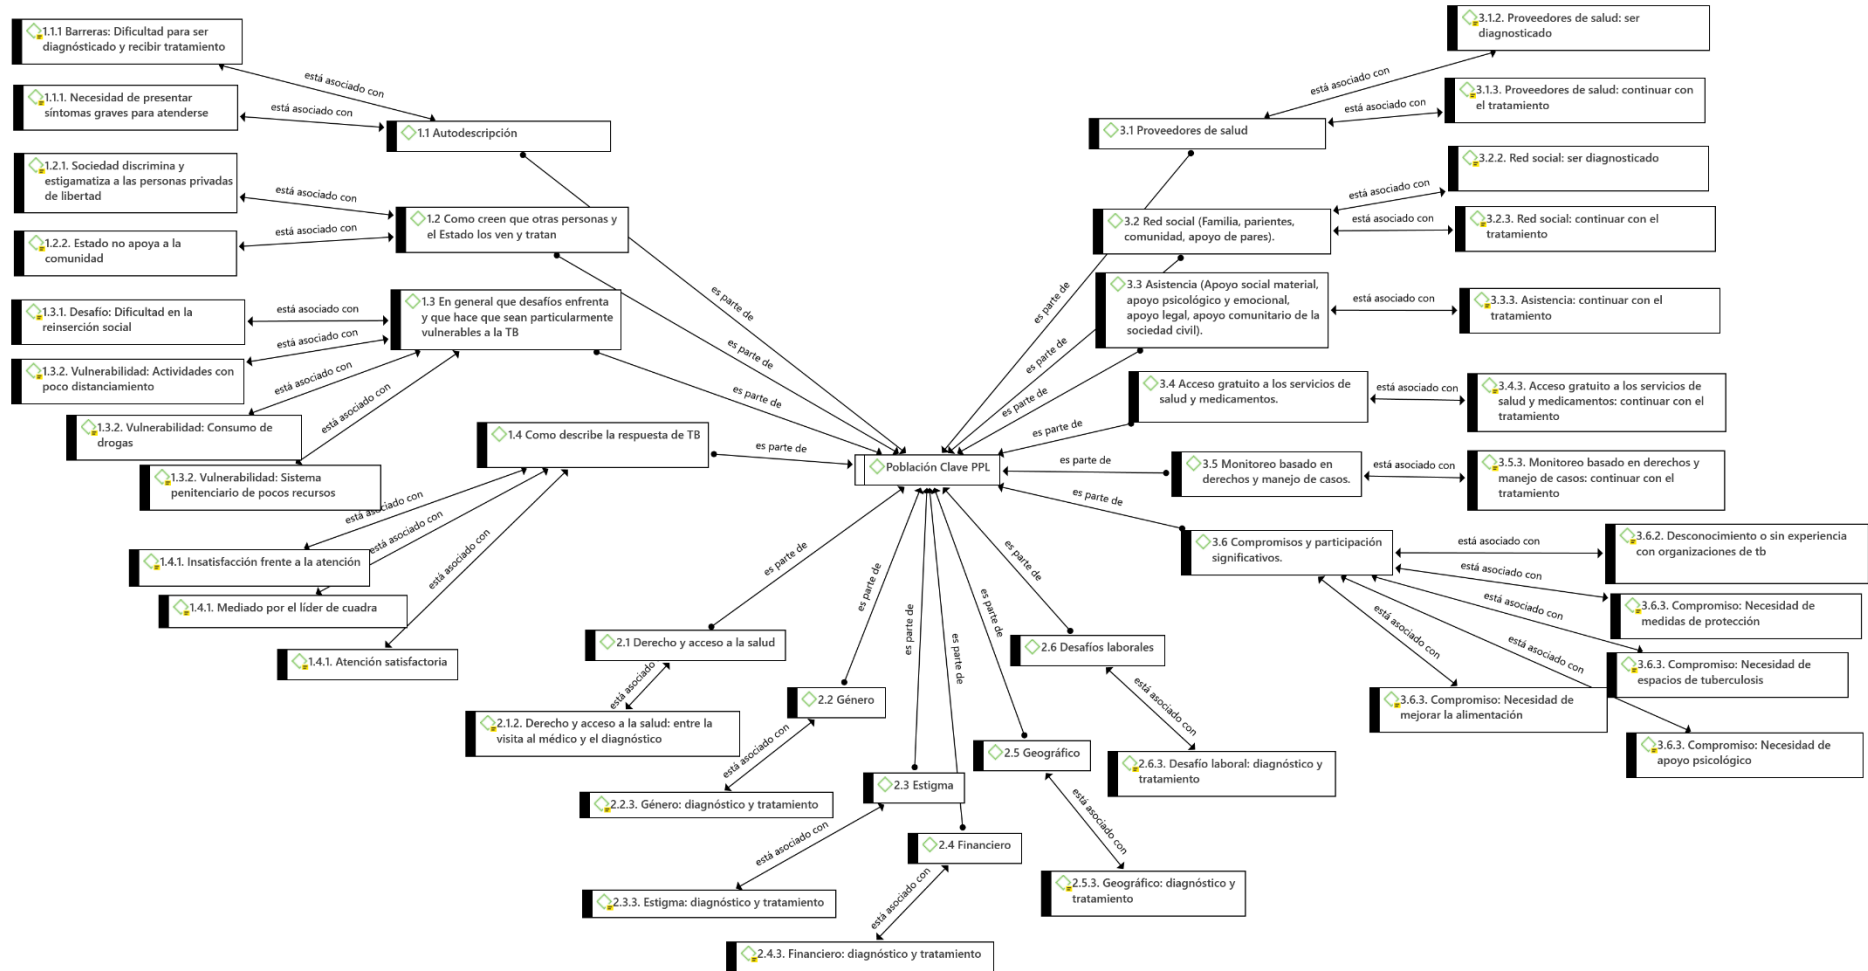 1.1.1 Barreras: Dificultad para ser
diagnósticado y recibir tratamiento
está asociado con
1.1.1. Necesidad de presentar
síntomas graves para atenderse
está asociado con
1.1 Autodescripción
1.2.1. Sociedad discrimina y
estigamatiza a las personas privadas
de libertad
está asociado con
1.2 Como creen que otras personas y
el Estado los ven y tratan
1.2.2. Estado no apoya a la
comunidad
está asociado con
es parte de
es parte de
1.3.1. Desafío: Dificultad en la
reinserción social
está asociado con
1.3 En general que desafíos enfrenta
y que hace que sean particularmente
vulnerables a la TB
1.3.2. Vulnerabilidad: Actividades con
poco distanciamiento
está asociado con
está asociado con
está asociado con
es parte de
1.3.2. Vulnerabilidad: Consumo de
drogas
1.3.2. Vulnerabilidad: Sistema
penitenciario de pocos recursos
1.4 Como describe la respuesta de TB
es parte de
está asociado con
está asociado con
está asociado con
1.4.1. Insatisfacción frente a la atención
1.4.1. Mediado por el líder de cuadra
1.4.1. Atención satisfactoria
Población Clave PPL
3.1.2. Proveedores de salud: ser
diagnosticado
está asociado con
3.1.3. Proveedores de salud: continuar con
el tratamiento
está asociado con
3.1 Proveedores de salud
3.2.2. Red social: ser diagnosticado
está asociado con
3.2 Red social (Familia, parientes,
comunidad, apoyo de pares).
está asociado con
3.2.3. Red social: continuar con el
tratamiento
es parte de
es parte de
es parte de
3.3 Asistencia (Apoyo social material,
apoyo psicológico y emocional,
apoyo legal, apoyo comunitario de la
sociedad civil).
está asociado con
3.3.3. Asistencia: continuar con el
tratamiento
3.4 Acceso gratuito a los servicios de
salud y medicamentos.
está asociado con
3.4.3. Acceso gratuito a los servicios de
salud y medicamentos: continuar con el
tratamiento
es parte de
es parte de
3.5 Monitoreo basado en
derechos y manejo de casos.
está asociado con
3.5.3. Monitoreo basado en derechos y
manejo de casos: continuar con el
tratamiento
es parte de
3.6 Compromisos y participación
significativos.
está asociado con
3.6.2. Desconocimiento o sin experiencia
con organizaciones de tb
está asociado con
3.6.3. Compromiso: Necesidad de
medidas de protección
está asociado con
3.6.3. Compromiso: Necesidad de
espacios de tuberculosis
está asociado con
3.6.3. Compromiso: Necesidad de
mejorar la alimentación
está asociado con
3.6.3. Compromiso: Necesidad de
apoyo psicológico
es parte de
2.1 Derecho y acceso a la salud
está asociado
2.1.2. Derecho y acceso a la salud: entre la
visita al médico y el diagnóstico
es parte de
2.2 Género
está asociado con
2.2.3. Género: diagnóstico y tratamiento
es parte de
2.3 Estigma
está asociado con
2.3.3. Estigma: diagnóstico y tratamiento
es parte de
2.4 Financiero
está asociado con
2.4.3. Financiero: diagnóstico y tratamiento
es parte de
2.5 Geográfico
está asociado con
2.5.3. Geográfico: diagnóstico y
tratamiento
es parte de
2.6 Desafíos laborales
está asociado con
2.6.3. Desafío laboral: diagnóstico y
tratamiento